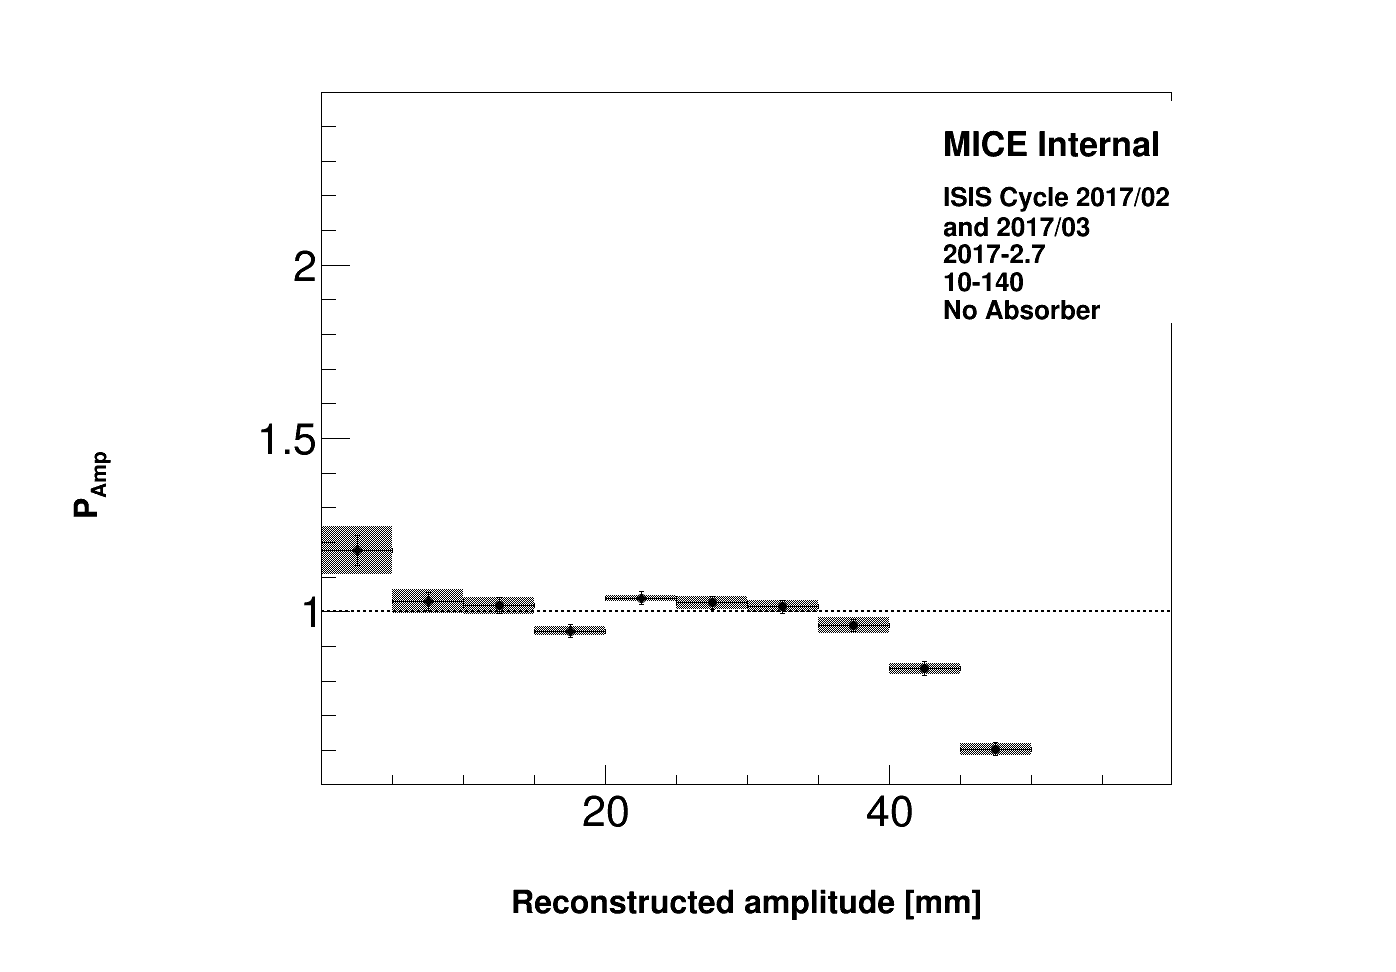 MICE Internal
ISIS Cycle 2017/02
and 2017/03
2017-2.7
10-140
No Absorber
2
1.5
1
P_Amp
20 40
Reconstructed amplitude [mm]